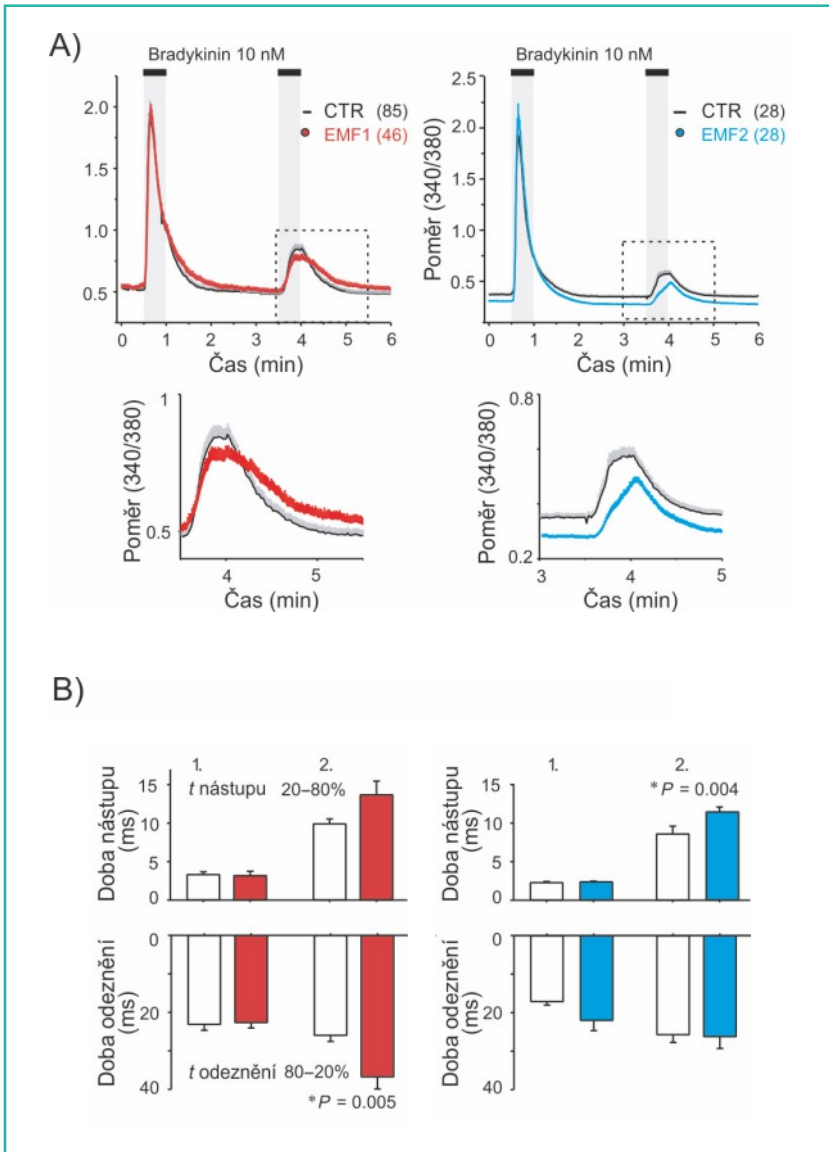 A)
Bradykinin 10 nM
2.0
1.5
1.0
0.5
CTR (85)
EMF1 (46)
0 1 2 3 4 5 6
Čas (min)
Bradykinin 10 nM
Poměr (340/380)
2.5
2.0
1.5
1.0
0.5
CTR (28)
EMF2 (28)
0 1 2 3 4 5 6
Čas (min)
Poměr (340/380)
1
0.5
4 5
Čas (min)
Poměr (340/380)
0.8
0.2
3 4 5
Čas (min)
B)
Doba nástupu
(ms)
15
10
5
0
1. 2.
t nástupu 20–80%
Doba odeznění
(ms)
0
20
40
t odeznění 80–20%
*P = 0.005
Doba nástupu
(ms)
15
10
5
0
1. 2.
*P = 0.004
Doba odeznění
(ms)
0
20
40